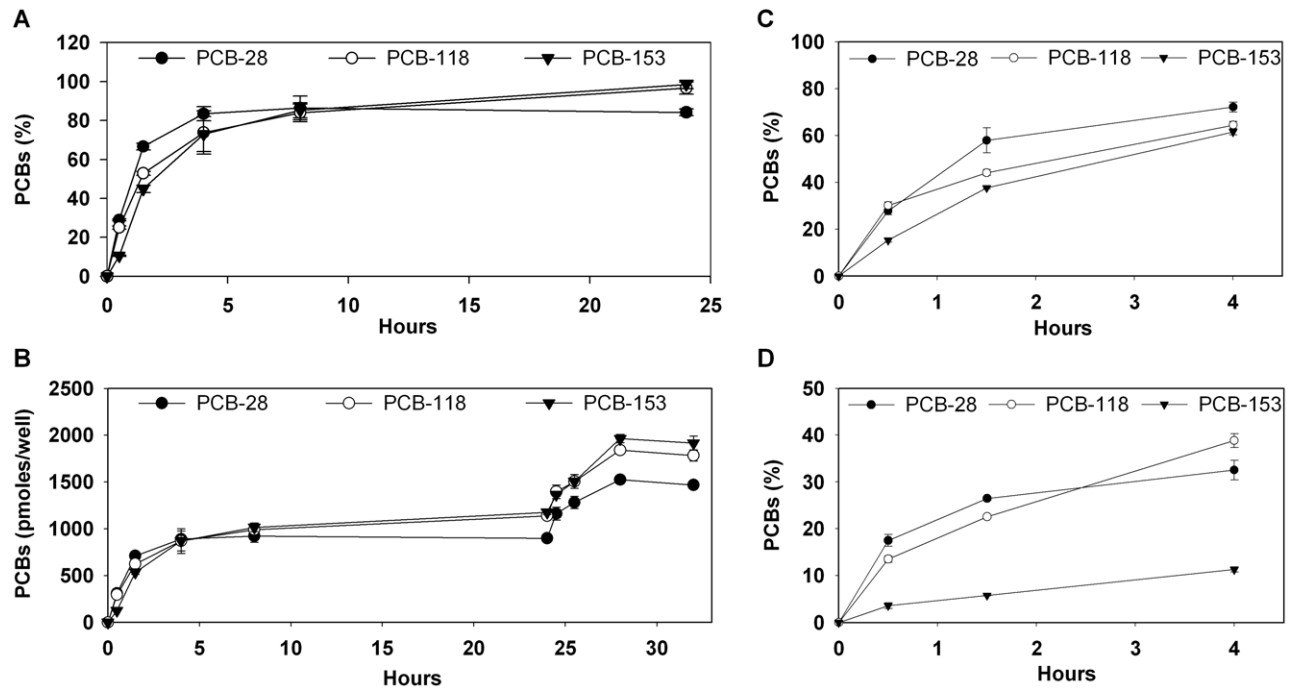 A
PCB-28 PCB-118 PCB-153
PCBs (%)
120
100
80
60
40
20
0
0 5 10 15 20 25
Hours
B
PCB-28 PCB-118 PCB-153
PCBs (pmoles/well)
2500
2000
1500
1000
500
0
0 5 10 15 20 25 30
Hours
C
PCB-28 PCB-118 PCB-153
PCBs (%)
100
80
60
40
20
0
0 1 2 3 4
Hours
D
PCB-28 PCB-118 PCB-153
PCBs (%)
50
40
30
20
10
0
0 1 2 3 4
Hours